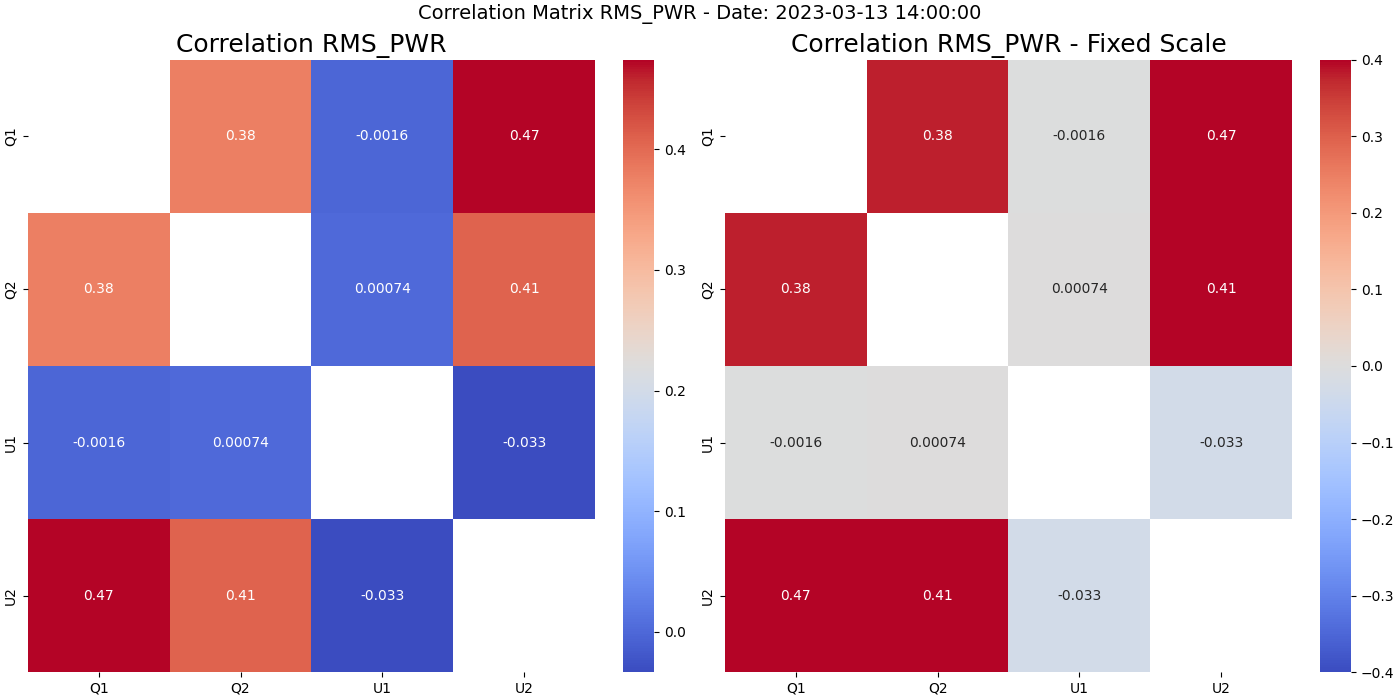 Correlation Matrix RMS_PWR - Date: 2023-03-13 14:00:00
Correlation RMS_PWR
Q1
0.38
-0.0016
0.47
Q2
0.38
0.00074
0.41
U1
-0.0016
0.00074
-0.033
U2
0.47
0.41
-0.033
Q1
Q2
U1
U2
0.4
0.3
0.2
0.1
0.0
Correlation RMS_PWR - Fixed Scale
Q1
0.38
-0.0016
0.47
Q2
0.38
0.00074
0.41
U1
-0.0016
0.00074
-0.033
U2
0.47
0.41
-0.033
Q1
Q2
U1
U2
0.4
0.3
0.2
0.1
0.0
−0.1
−0.2
−0.3
−0.4